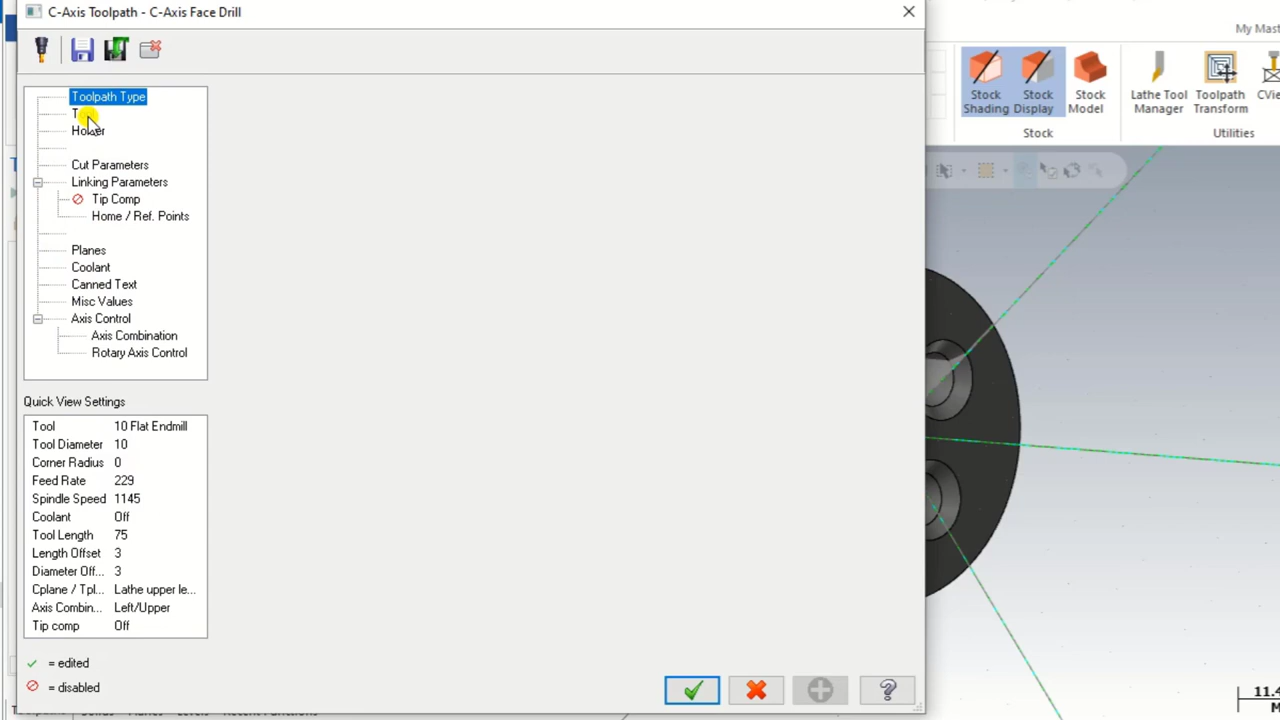 C-Axis Toolpath - C-Axis Face Drill
My Mast
Toolpath Type
T
Holder
Cut Parameters
Linking Parameters
Tip Comp
Home / Ref. Points
Planes
Coolant
Canned Text
Misc Values
Axis Control
Axis Combination
Rotary Axis Control
Quick View Settings
Tool 10 Flat Endmill
Tool Diameter 10
Corner Radius 0
Feed Rate 229
Spindle Speed 1145
Coolant Off
Tool Length 75
Length Offset 3
Diameter Off... 3
Cplane / Tpl... Lathe upper le...
Axis Combin... Left/Upper
Tip comp Off
= edited
= disabled
Stock Shading
Stock Display
Stock Model
Lathe Tool Manager
Toolpath Transform
CVie
Stock
Utilities
11.4
M